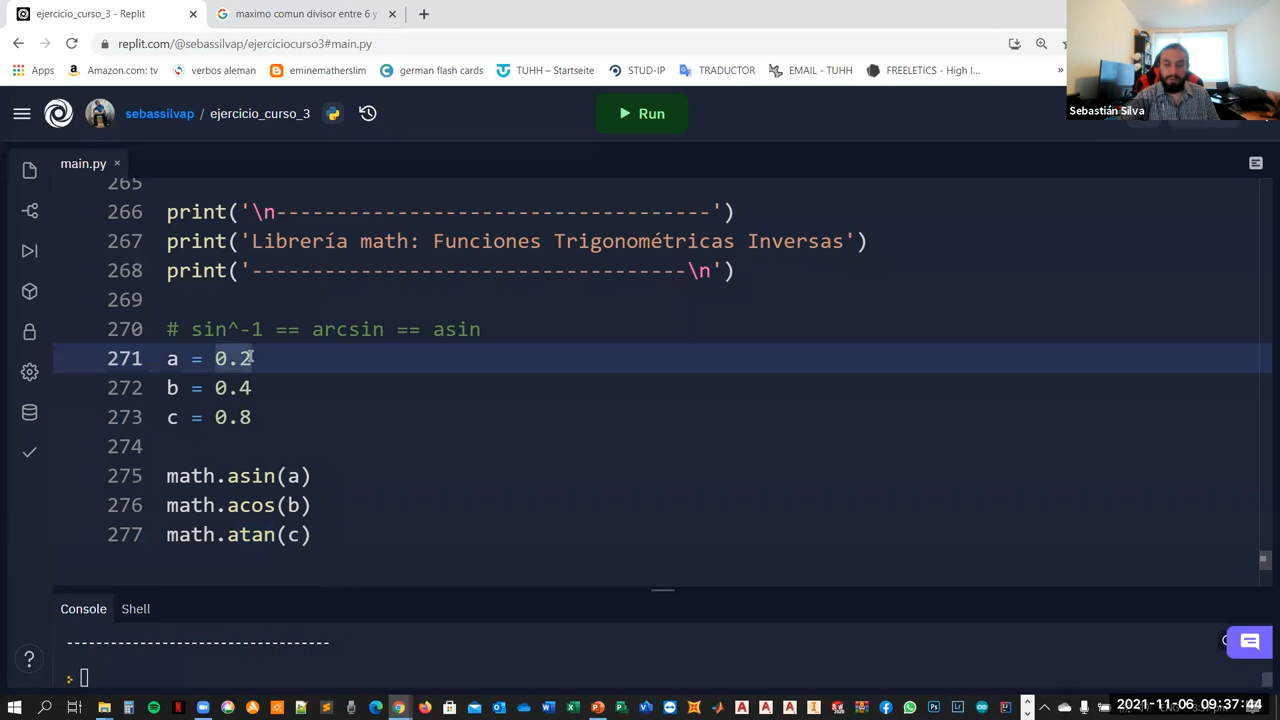 ejercicio_curso_3 - Replit
maximo comun divisor entre 6 y
replit.com/@sebassilvap/ejerciciocurso3#main.py
Apps
Amazon.com: tv
verbos aleman
eminematherslim
german flash cards
TUHH – Startseite
STUD-IP
TRADUCTOR
EMAIL - TUHH
FREELETICS - High I...
»
Sebastián Silva
sebassilvap / ejercicio_curso_3
Run
main.py
265
266 print('\n------------------------------------')
267 print('Librería math: Funciones Trigonométricas Inversas')
268 print('------------------------------------\n')
269
270 # sin^-1 == arcsin == asin
271 a = 0.2
272 b = 0.4
273 c = 0.8
274
275 math.asin(a)
276 math.acos(b)
277 math.atan(c)
Console
Shell
------------------------------------
2021-11-06 09:37:44